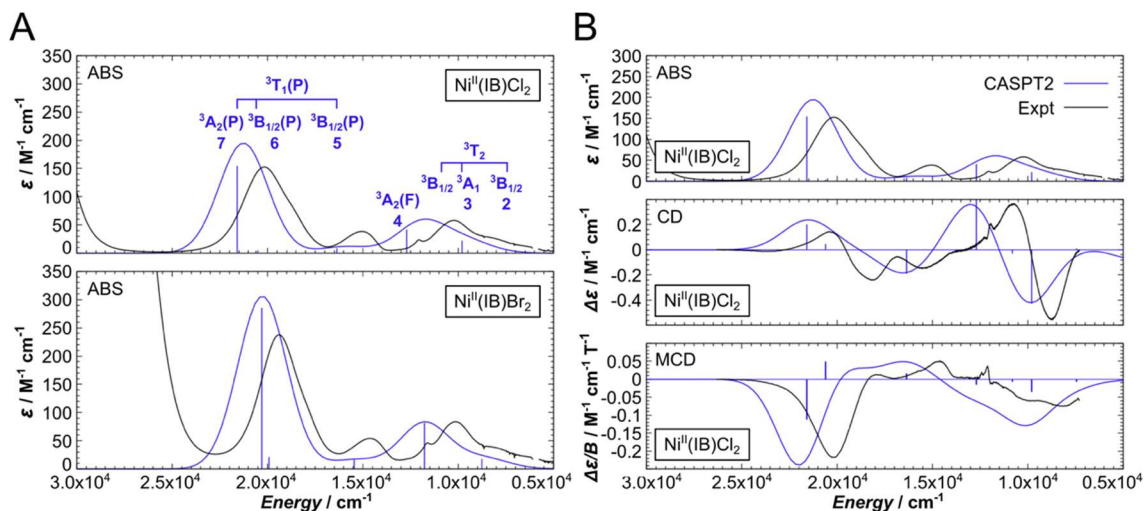 A
B
350
300
250
200
150
100
50
0
ε / M⁻¹ cm⁻¹
ABS
Ni^II(IB)Cl₂
³T₁(P)
³A₂(P) ³B₁/₂(P) ³B₁/₂(P)
7 6 5
³T₂
³B₁/₂ ³A₁ ³B₁/₂
3 2
³A₂(F)
4
350
300
250
200
150
100
50
0
ε / M⁻¹ cm⁻¹
ABS
Ni^II(IB)Br₂
3.0x10⁴ 2.5x10⁴ 2.0x10⁴ 1.5x10⁴ 1.0x10⁴ 0.5x10⁴
Energy / cm⁻¹
300
250
200
150
100
50
0
ε / M⁻¹ cm⁻¹
ABS
CASPT2
Expt
Ni^II(IB)Cl₂
0.2
0
-0.2
-0.4
Δε / M⁻¹ cm⁻¹
CD
Ni^II(IB)Cl₂
0.05
0
-0.05
-0.1
-0.15
-0.2
Δε/B / M⁻¹ cm⁻¹ T⁻¹
MCD
Ni^II(IB)Cl₂
3.0x10⁴ 2.5x10⁴ 2.0x10⁴ 1.5x10⁴ 1.0x10⁴ 0.5x10⁴
Energy / cm⁻¹